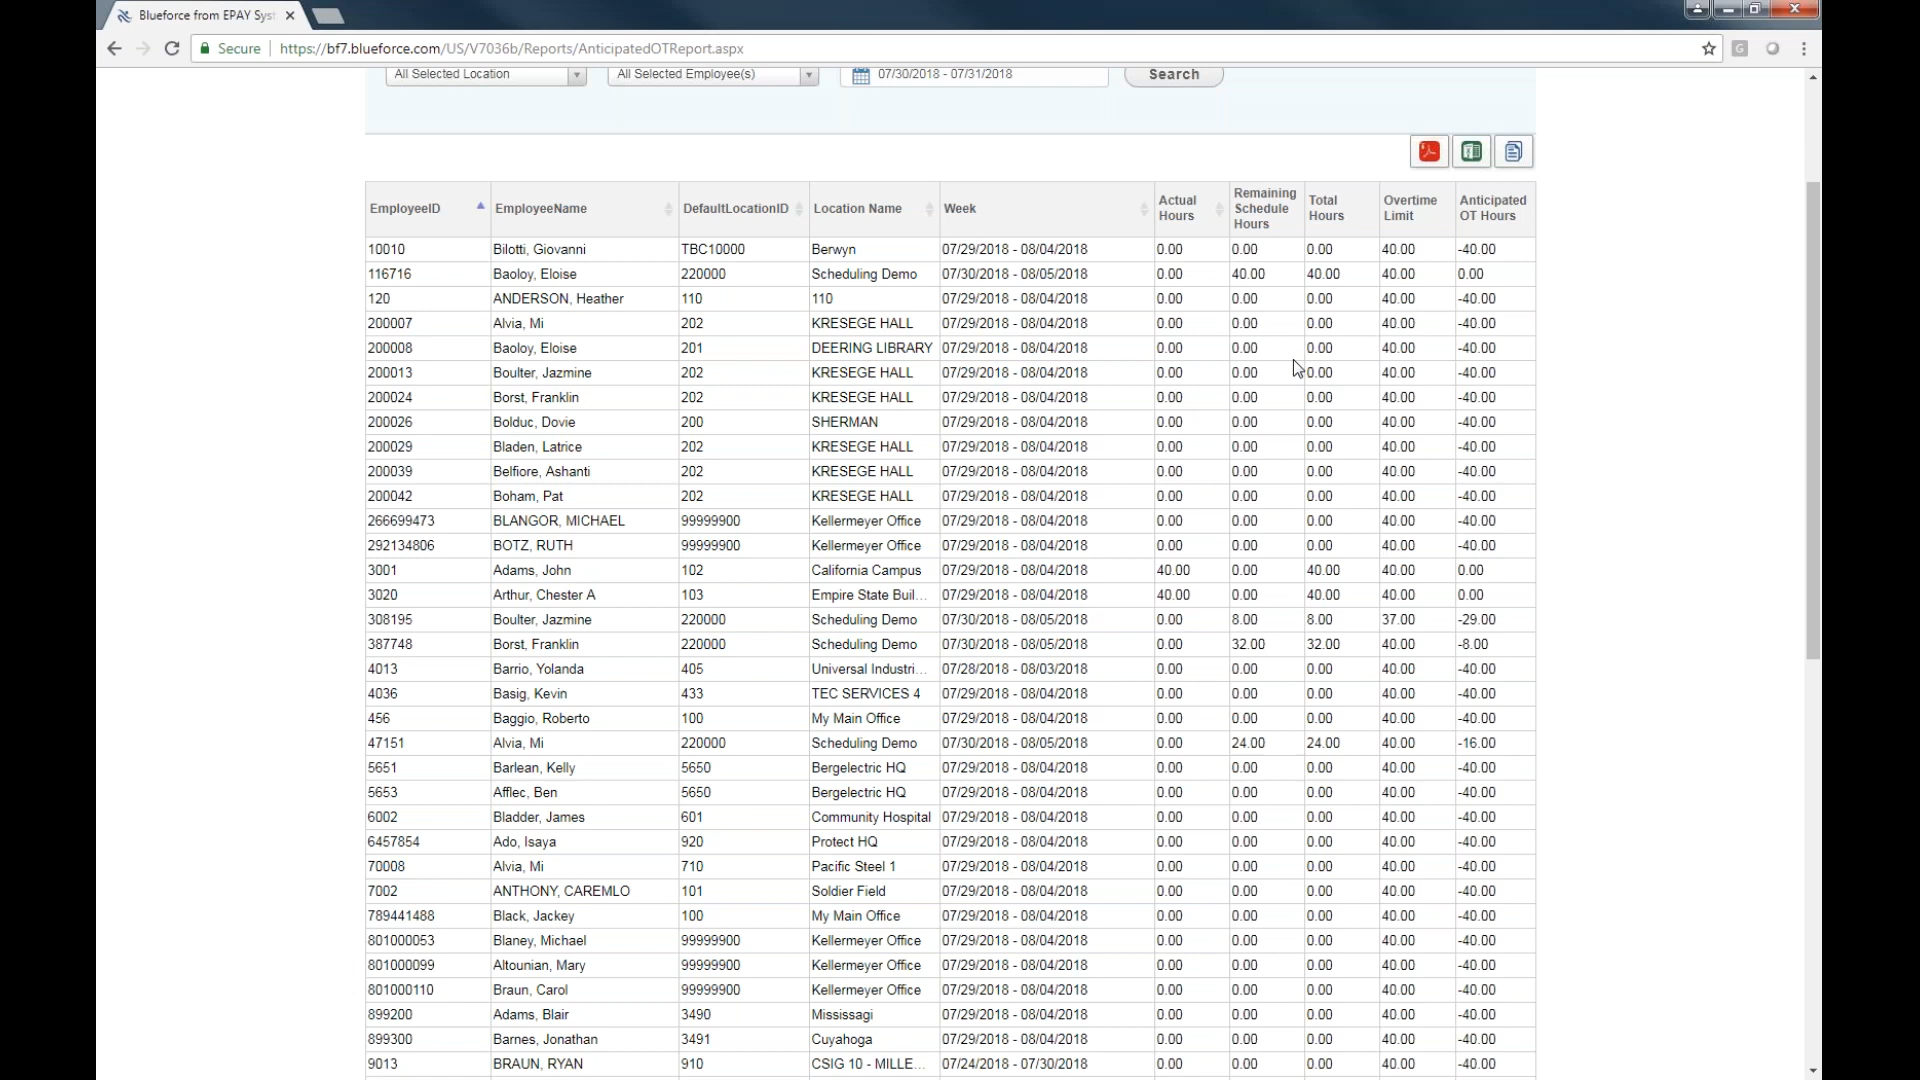 Blueforce from EPAY Syst
Secure https://bf7.blueforce.com/US/V7036b/Reports/AnticipatedOTReport.aspx
All Selected Location All Selected Employee(s) 07/30/2018 - 07/31/2018 Search
EmployeeID EmployeeName DefaultLocationID Location Name Week Actual Hours Remaining Schedule Hours Total Hours Overtime Limit Anticipated OT Hours
10010 Bilotti, Giovanni TBC10000 Berwyn 07/29/2018 - 08/04/2018 0.00 0.00 0.00 40.00 -40.00
116716 Baoloy, Eloise 220000 Scheduling Demo 07/30/2018 - 08/05/2018 0.00 40.00 40.00 40.00 0.00
120 ANDERSON, Heather 110 110 07/29/2018 - 08/04/2018 0.00 0.00 0.00 40.00 -40.00
200007 Alvia, Mi 202 KRESEGE HALL 07/29/2018 - 08/04/2018 0.00 0.00 0.00 40.00 -40.00
200008 Baoloy, Eloise 201 DEERING LIBRARY 07/29/2018 - 08/04/2018 0.00 0.00 0.00 40.00 -40.00
200013 Boulter, Jazmine 202 KRESEGE HALL 07/29/2018 - 08/04/2018 0.00 0.00 0.00 40.00 -40.00
200024 Borst, Franklin 202 KRESEGE HALL 07/29/2018 - 08/04/2018 0.00 0.00 0.00 40.00 -40.00
200026 Bolduc, Dovie 200 SHERMAN 07/29/2018 - 08/04/2018 0.00 0.00 0.00 40.00 -40.00
200029 Bladen, Latrice 202 KRESEGE HALL 07/29/2018 - 08/04/2018 0.00 0.00 0.00 40.00 -40.00
200039 Belfiore, Ashanti 202 KRESEGE HALL 07/29/2018 - 08/04/2018 0.00 0.00 0.00 40.00 -40.00
200042 Boham, Pat 202 KRESEGE HALL 07/29/2018 - 08/04/2018 0.00 0.00 0.00 40.00 -40.00
266699473 BLANGOR, MICHAEL 99999900 Kellermeyer Office 07/29/2018 - 08/04/2018 0.00 0.00 0.00 40.00 -40.00
292134806 BOTZ, RUTH 99999900 Kellermeyer Office 07/29/2018 - 08/04/2018 0.00 0.00 0.00 40.00 -40.00
3001 Adams, John 102 California Campus 07/29/2018 - 08/04/2018 40.00 0.00 40.00 40.00 0.00
3020 Arthur, Chester A 103 Empire State Buil... 07/29/2018 - 08/04/2018 40.00 0.00 40.00 40.00 0.00
308195 Boulter, Jazmine 220000 Scheduling Demo 07/30/2018 - 08/05/2018 0.00 8.00 8.00 37.00 -29.00
387748 Borst, Franklin 220000 Scheduling Demo 07/30/2018 - 08/05/2018 0.00 32.00 32.00 40.00 -8.00
4013 Barrio, Yolanda 405 Universal Industri... 07/28/2018 - 08/03/2018 0.00 0.00 0.00 40.00 -40.00
4036 Basig, Kevin 433 TEC SERVICES 4 07/29/2018 - 08/04/2018 0.00 0.00 0.00 40.00 -40.00
456 Baggio, Roberto 100 My Main Office 07/29/2018 - 08/04/2018 0.00 0.00 0.00 40.00 -40.00
47151 Alvia, Mi 220000 Scheduling Demo 07/30/2018 - 08/05/2018 0.00 24.00 24.00 40.00 -16.00
5651 Barlean, Kelly 5650 Bergelectric HQ 07/29/2018 - 08/04/2018 0.00 0.00 0.00 40.00 -40.00
5653 Afflec, Ben 5650 Bergelectric HQ 07/29/2018 - 08/04/2018 0.00 0.00 0.00 40.00 -40.00
6002 Bladder, James 601 Community Hospital 07/29/2018 - 08/04/2018 0.00 0.00 0.00 40.00 -40.00
6457854 Ado, Isaya 920 Protect HQ 07/29/2018 - 08/04/2018 0.00 0.00 0.00 40.00 -40.00
70008 Alvia, Mi 710 Pacific Steel 1 07/29/2018 - 08/04/2018 0.00 0.00 0.00 40.00 -40.00
7002 ANTHONY, CAREMLO 101 Soldier Field 07/29/2018 - 08/04/2018 0.00 0.00 0.00 40.00 -40.00
789441488 Black, Jackey 100 My Main Office 07/29/2018 - 08/04/2018 0.00 0.00 0.00 40.00 -40.00
801000053 Blaney, Michael 99999900 Kellermeyer Office 07/29/2018 - 08/04/2018 0.00 0.00 0.00 40.00 -40.00
801000099 Altounian, Mary 99999900 Kellermeyer Office 07/29/2018 - 08/04/2018 0.00 0.00 0.00 40.00 -40.00
801000110 Braun, Carol 99999900 Kellermeyer Office 07/29/2018 - 08/04/2018 0.00 0.00 0.00 40.00 -40.00
899200 Adams, Blair 3490 Mississagi 07/29/2018 - 08/04/2018 0.00 0.00 0.00 40.00 -40.00
899300 Barnes, Jonathan 3491 Cuyahoga 07/29/2018 - 08/04/2018 0.00 0.00 0.00 40.00 -40.00
9013 BRAUN, RYAN 910 CSIG 10 - MILLE... 07/24/2018 - 07/30/2018 0.00 0.00 0.00 40.00 -40.00